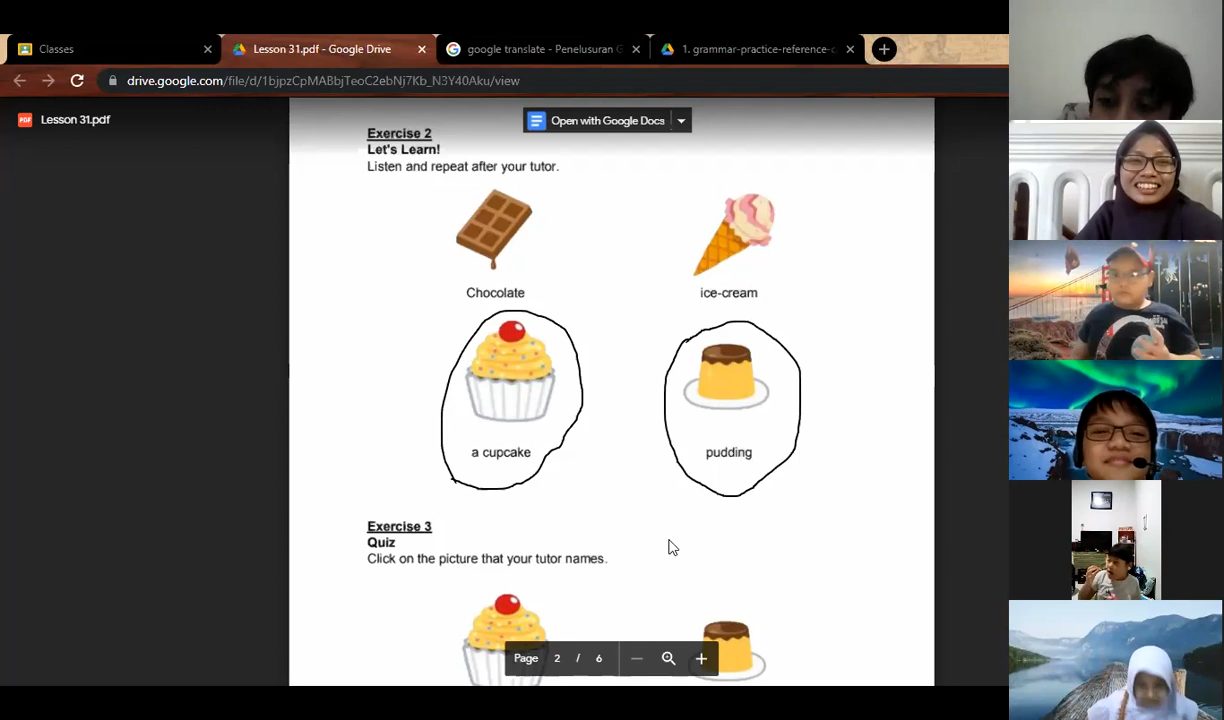 Classes
Lesson 31.pdf - Google Drive
google translate - Penelusuran G
1. grammar-practice-reference-c
drive.google.com/file/d/1bjpzCpMABbjTeoC2ebNj7Kb_N3Y40Aku/view
PDF Lesson 31.pdf
Open with Google Docs
Exercise 2
Let's Learn!
Listen and repeat after your tutor.
Chocolate
ice-cream
a cupcake
pudding
Exercise 3
Quiz
Click on the picture that your tutor names.
Page 2 / 6